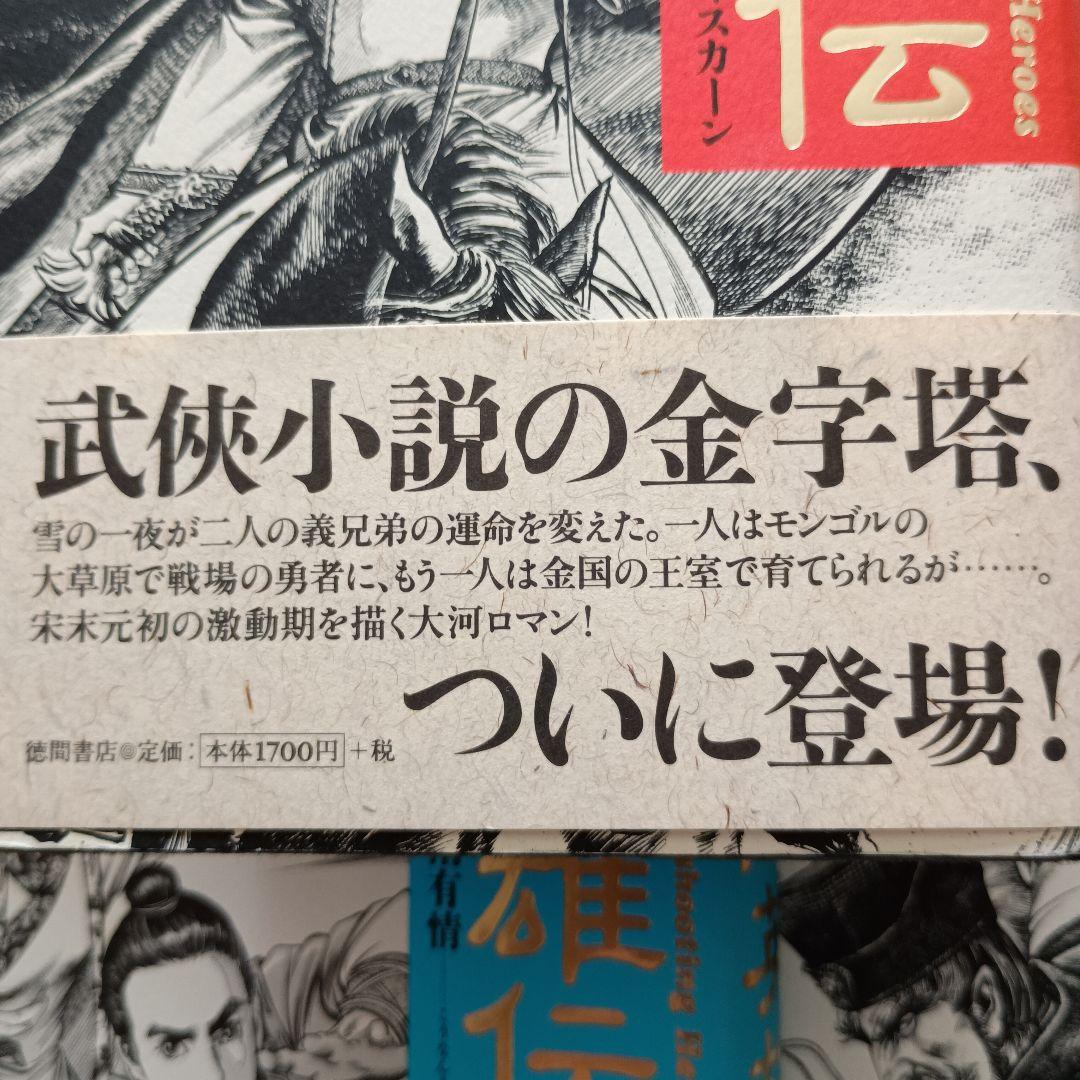 伝
Heroes
スカーン
武俠小説の金字塔、
雪の一夜が二人の義兄弟の運命を変えた。一人はモンゴルの
大草原で戦場の勇者に、もう一人は金国の王室で育てられるが……。
宋末元初の激動期を描く大河ロマン!
ついに登場!
徳間書店◎定価:本体1700円+税
雄伝
有情
hooting He